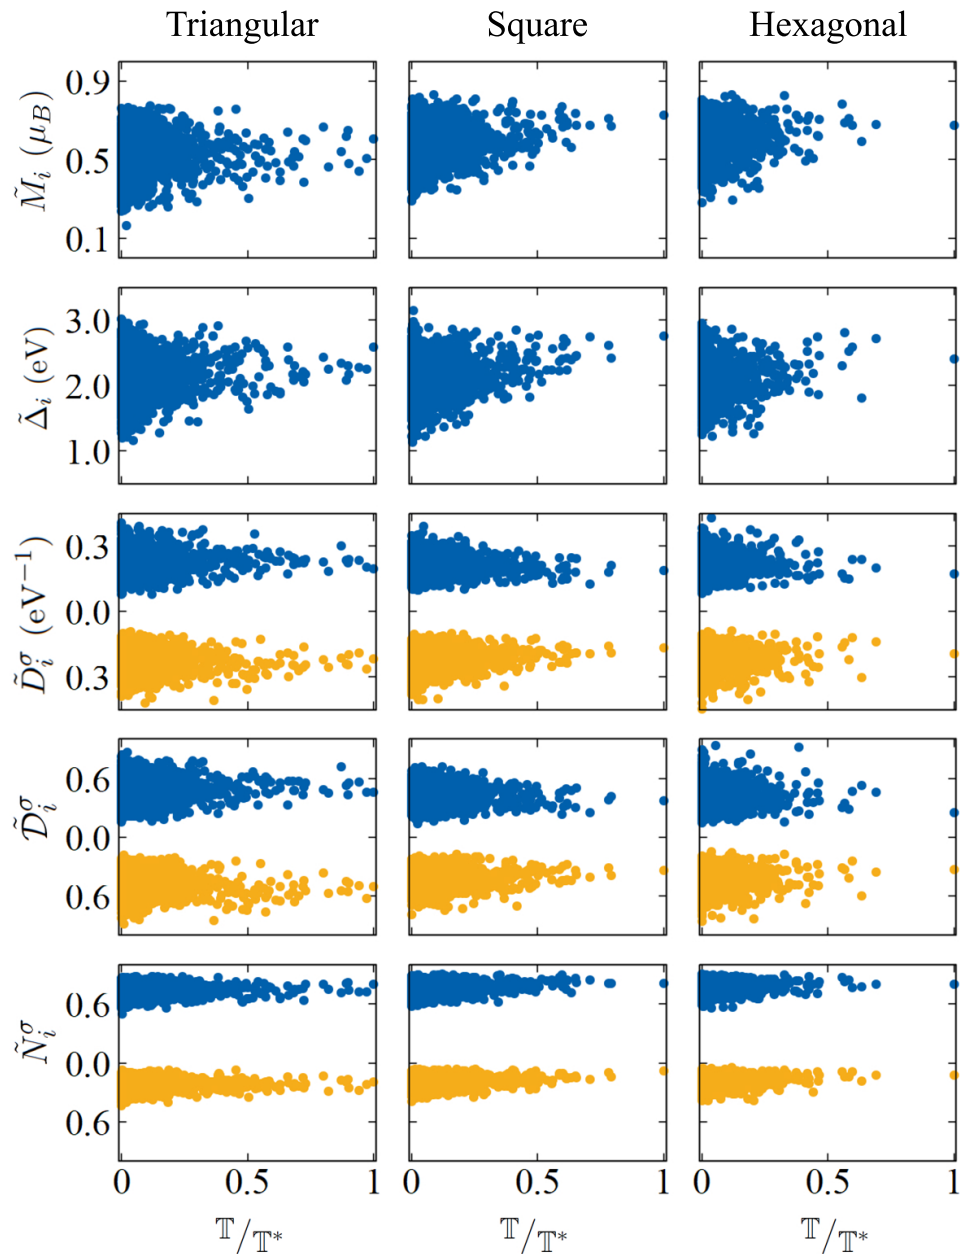 Triangular Square Hexagonal
M̃ᵢ (μ_B)
0.9
0.5
0.1
Δ̃ᵢ (eV)
3.0
2.0
1.0
D̃ᵢ^σ (eV⁻¹)
0.3
0.0
0.3
𝒟̃ᵢ^σ
0.6
0.0
0.6
Ñᵢ^σ
0.6
0.0
0.6
0 0.5 1 0 0.5 1 0 0.5 1
𝕋/𝕋* 𝕋/𝕋* 𝕋/𝕋*